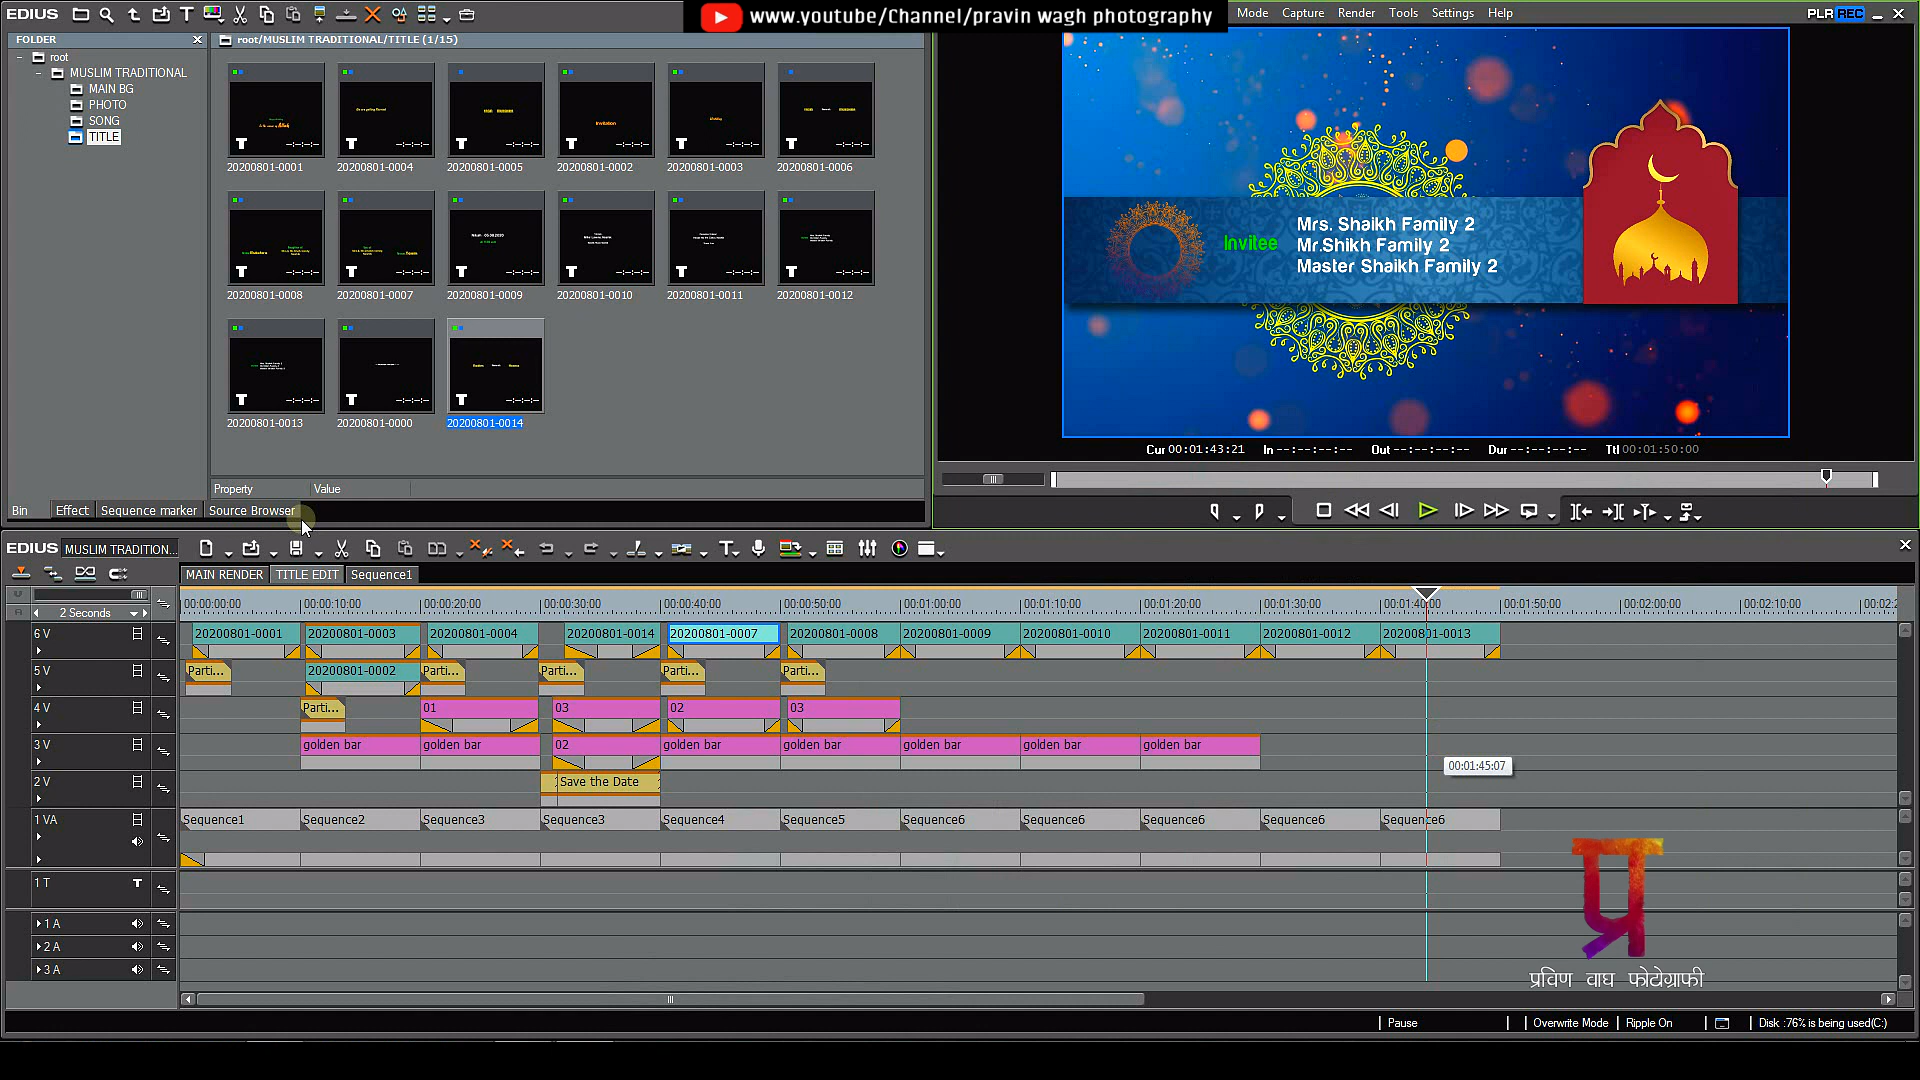 EDIUS
www.youtube/Channel/pravin wagh photography
Mode Capture Render Tools Settings Help
PLR REC
FOLDER
root/MUSLIM TRADITIONAL/TITLE (1/15)
root
MUSLIM TRADITIONAL
MAIN BG
PHOTO
SONG
TITLE
20200801-0001 20200801-0004 20200801-0005 20200801-0002 20200801-0003 20200801-0006
20200801-0008 20200801-0007 20200801-0009 20200801-0010 20200801-0011 20200801-0012
20200801-0013 20200801-0000 20200801-0014
Property Value
Bin Effect Sequence marker Source Browser
Invitee
Mrs. Shaikh Family 2
Mr.Shikh Family 2
Master Shaikh Family 2
Cur 00:01:43:21 In --:--:--:-- Out --:--:--:-- Dur --:--:--:-- Ttl 00:01:50:00
EDIUS MUSLIM TRADITION...
MAIN RENDER TITLE EDIT Sequence1
2 Seconds
00:00:00:00 00:00:10:00 00:00:20:00 00:00:30:00 00:00:40:00 00:00:50:00 00:01:00:00 00:01:10:00 00:01:20:00 00:01:30:00 00:01:40:00 00:01:50:00 00:02:00:00 00:02:10:00 00:02:2
6 V 20200801-0001 20200801-0003 20200801-0004 20200801-0014 20200801-0007 20200801-0008 20200801-0009 20200801-0010 20200801-0011 20200801-0012 20200801-0013
5 V Parti... 20200801-0002 Parti... Parti... Parti... Parti...
4 V Parti... 01 03 02 03
3 V golden bar golden bar 02 golden bar golden bar golden bar golden bar golden bar
00:01:45:07
2 V Save the Date
1 VA Sequence1 Sequence2 Sequence3 Sequence3 Sequence4 Sequence5 Sequence6 Sequence6 Sequence6 Sequence6 Sequence6
1 T T
1 A
2 A
3 A
प्र
प्रविण वाघ फोटोग्राफी
Pause Overwrite Mode Ripple On Disk :76% is being used(C:)